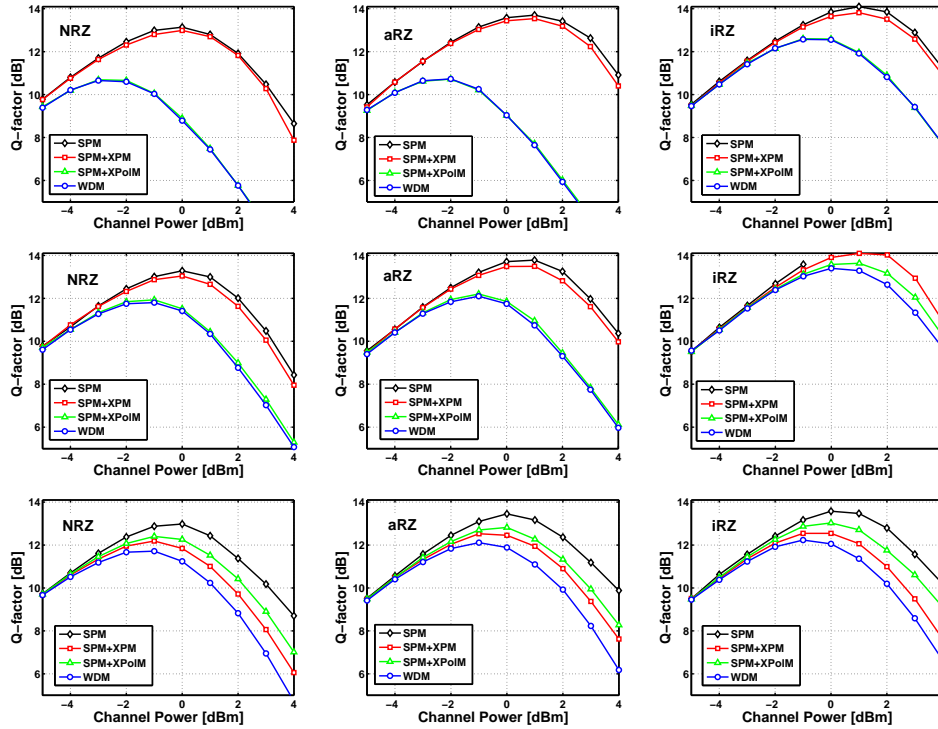 NRZ
14
12
10
8
6
Q−factor [dB]
SPM
SPM+XPM
SPM+XPolM
WDM
−4
−2
0
2
4
Channel Power [dBm]
aRZ
14
12
10
8
6
Q−factor [dB]
SPM
SPM+XPM
SPM+XPolM
WDM
−4
−2
0
2
4
Channel Power [dBm]
iRZ
14
12
10
8
6
Q−factor [dB]
SPM
SPM+XPM
SPM+XPolM
WDM
−4
−2
0
2
Channel Power [dBm]
NRZ
14
12
10
8
6
Q−factor [dB]
SPM
SPM+XPM
SPM+XPolM
WDM
−4
−2
0
2
4
Channel Power [dBm]
aRZ
14
12
10
8
6
Q−factor [dB]
SPM
SPM+XPM
SPM+XPolM
WDM
−4
−2
0
2
4
Channel Power [dBm]
iRZ
14
12
10
8
6
Q−factor [dB]
SPM
SPM+XPM
SPM+XPolM
WDM
−4
−2
0
2
Channel Power [dBm]
NRZ
14
12
10
8
6
Q−factor [dB]
SPM
SPM+XPM
SPM+XPolM
WDM
−4
−2
0
2
4
Channel Power [dBm]
aRZ
14
12
10
8
6
Q−factor [dB]
SPM
SPM+XPM
SPM+XPolM
WDM
−4
−2
0
2
4
Channel Power [dBm]
iRZ
14
12
10
8
6
Q−factor [dB]
SPM
SPM+XPM
SPM+XPolM
WDM
−4
−2
0
2
Channel Power [dBm]